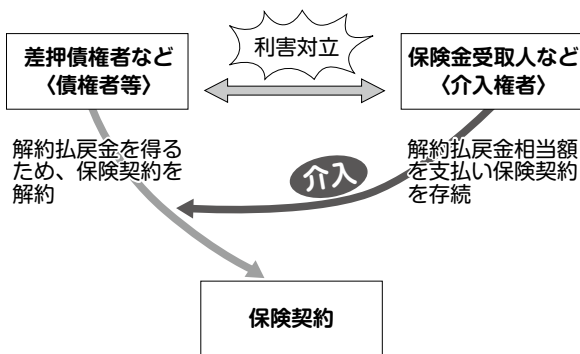 差押債権者など
〈債権者等〉
利害対立
保険金受取人など
〈介入権者〉
解約払戻金を得る
ため、保険契約を
解約
介入
解約払戻金相当額
を支払い保険契約
を存続
保険契約